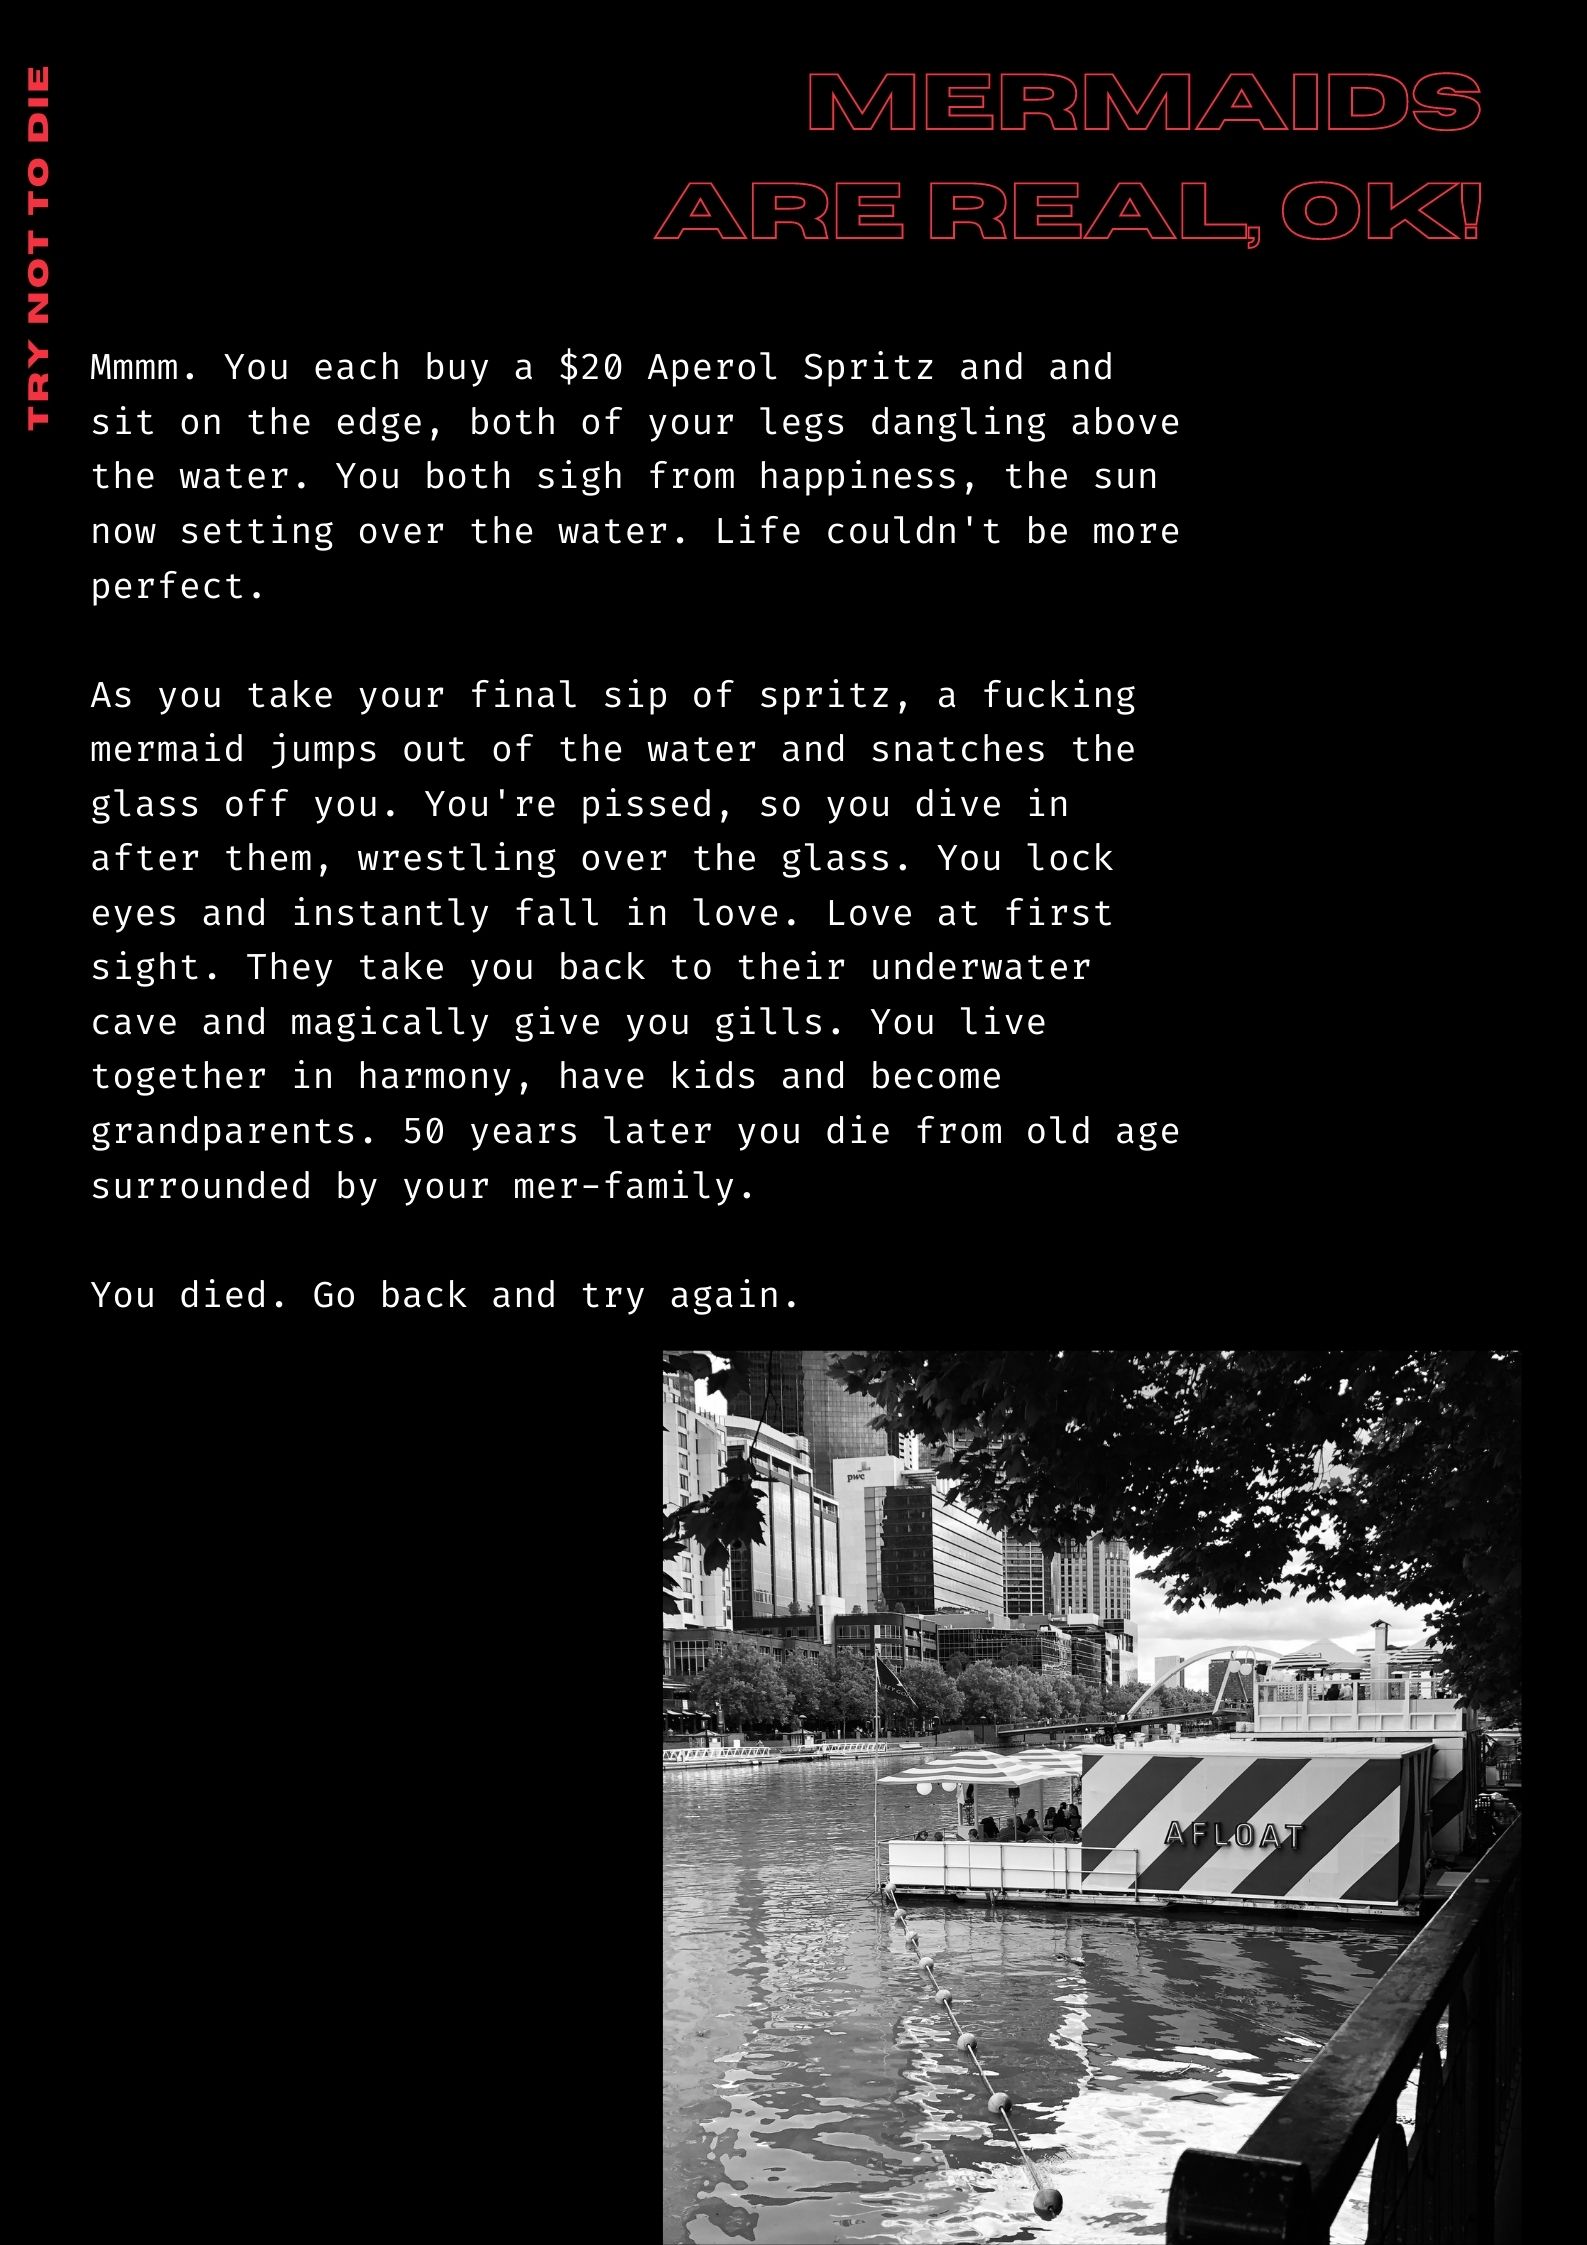 TRY NOT TO DIE
MERMAIDS
ARE REAL, OK!
Mmmm. You each buy a $20 Aperol Spritz and and
sit on the edge, both of your legs dangling above
the water. You both sigh from happiness, the sun
now setting over the water. Life couldn't be more
perfect.
As you take your final sip of spritz, a fucking
mermaid jumps out of the water and snatches the
glass off you. You're pissed, so you dive in
after them, wrestling over the glass. You lock
eyes and instantly fall in love. Love at first
sight. They take you back to their underwater
cave and magically give you gills. You live
together in harmony, have kids and become
grandparents. 50 years later you die from old age
surrounded by your mer-family.
You died. Go back and try again.
pwc
AFLOAT